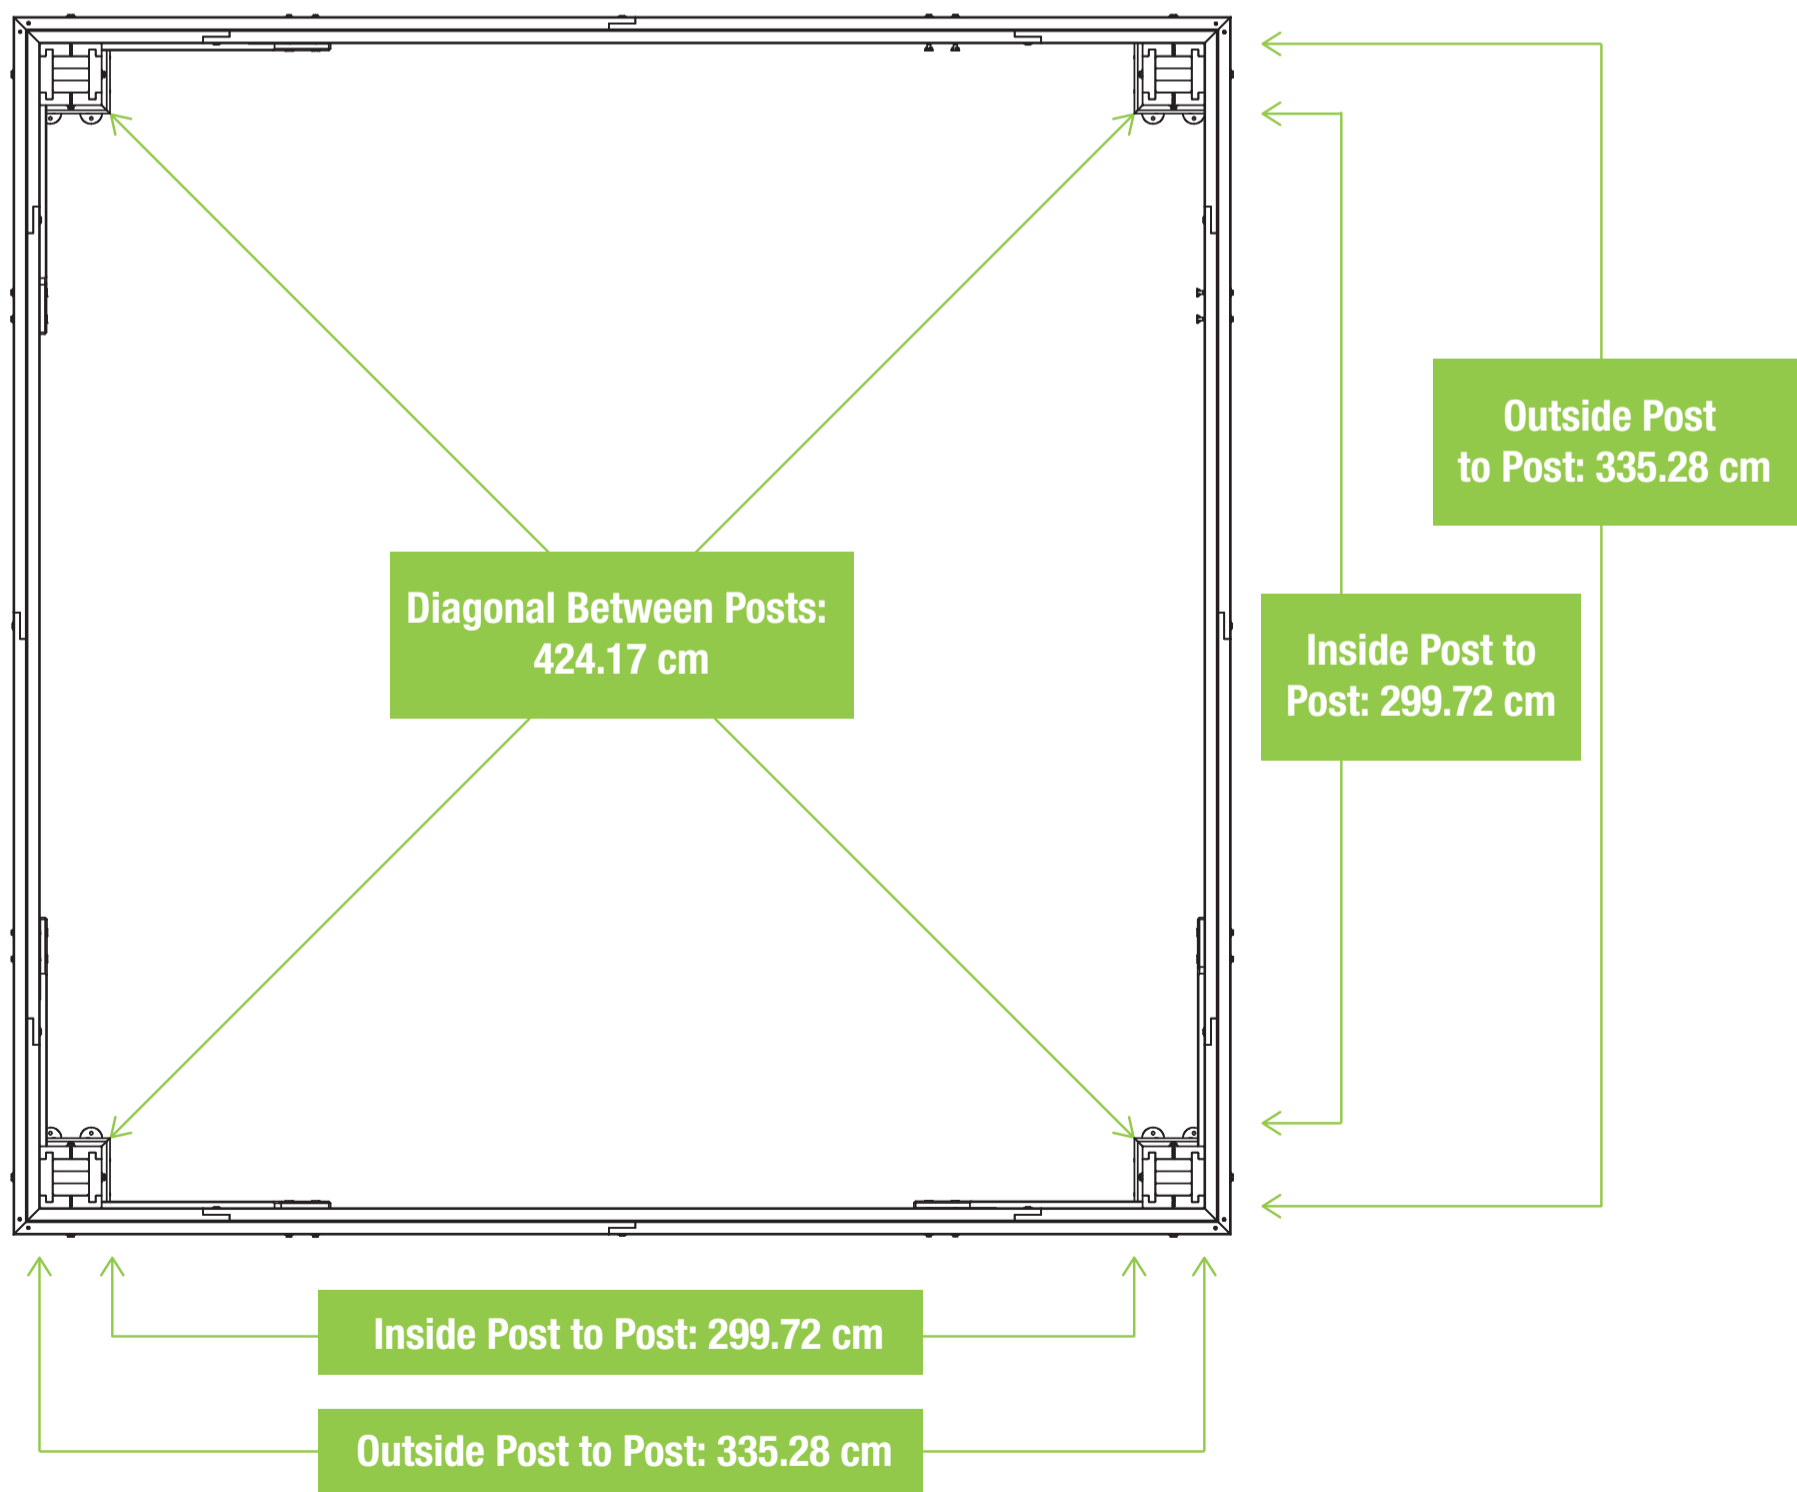 Outside Post
to Post: 335.28 cm
Diagonal Between Posts:
424.17 cm
Inside Post to
Post: 299.72 cm
Inside Post to Post: 299.72 cm
Outside Post to Post: 335.28 cm